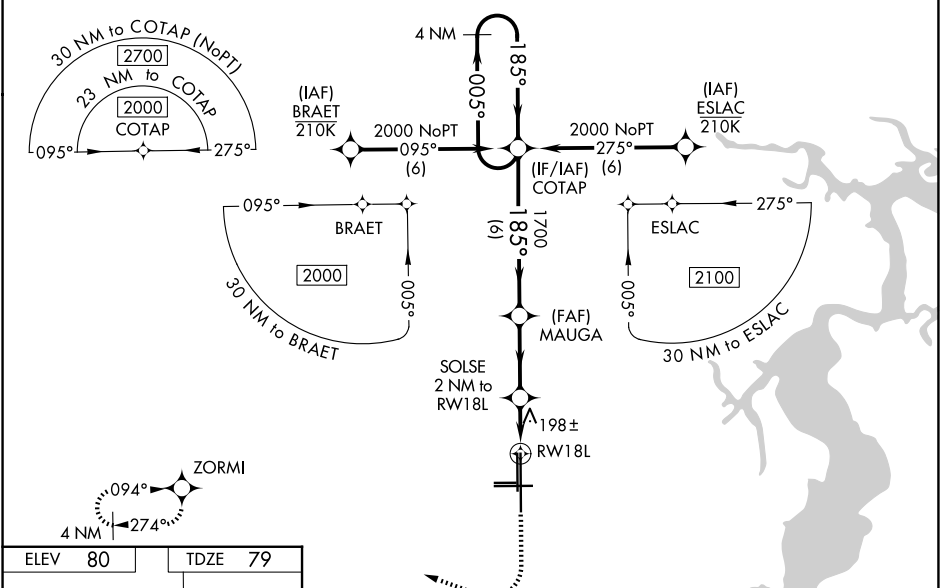 30 NM to COTAP (NoPT)
2700
23 NM to COTAP
2000
COTAP
095°
275°
4 NM
005°
185°
(IAF)
BRAET
210K
2000 NoPT
095°
(6)
(IF/IAF)
COTAP
2000 NoPT
275°
(6)
(IAF)
ESLAC
210K
095°
BRAET
2000
005°
30 NM to BRAET
1700
185°
(6)
ESLAC
275°
2100
005°
30 NM to ESLAC
(FAF)
MAUGA
SOLSE
2 NM to
RW18L
198±
RW18L
ZORMI
094°
274°
4 NM
ELEV 80
TDZE 79